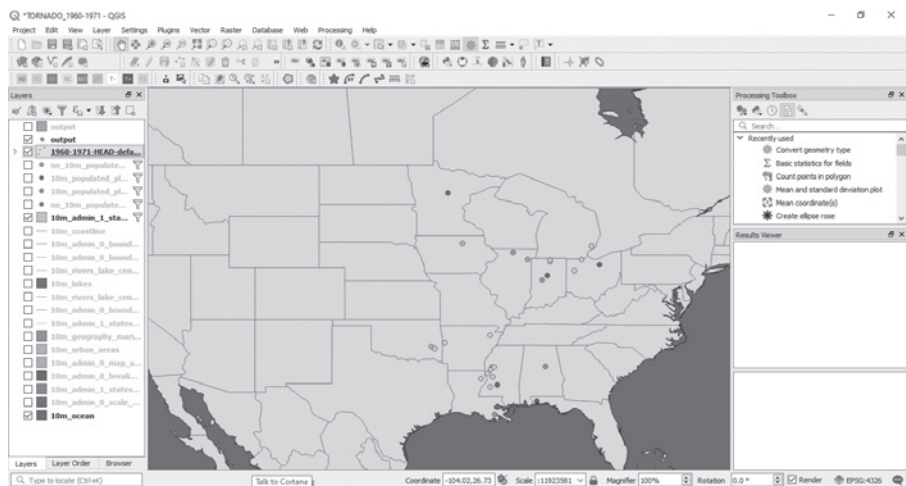 *TORNADO_1960-1971 - QGIS
Project Edit View Layer Settings Plugins Vector Raster Database Web Processing Help
Layers
output
output
1960-1971-HEAD-defa...
ne_10m_populate...
10m_populated_pl...
10m_populated_pl...
ne_10m_populate...
10m_admin_1_sta...
10m_coastline
10m_admin_0_bound...
10m_admin_0_bound...
10m_rivers_lake_cen...
10m_lakes
10m_rivers_lake_cen...
10m_admin_0_bound...
10m_admin_1_states...
10m_geography_mari...
10m_urban_areas
10m_admin_0_map_u...
10m_admin_0_break...
10m_admin_1_states...
10m_admin_0_scale_...
10m_ocean
Layers Layer Order Browser
Processing Toolbox
Search...
Recently used
Convert geometry type
Basic statistics for fields
Count points in polygon
Mean and standard deviation plot
Mean coordinate(s)
Create ellipse rose
Results Viewer
Type to locate (Ctrl+K)
Talk to Cortana
Coordinate -104.02,26.73
Scale :11923581
Magnifier 100%
Rotation 0.0 °
Render
EPSG:4326